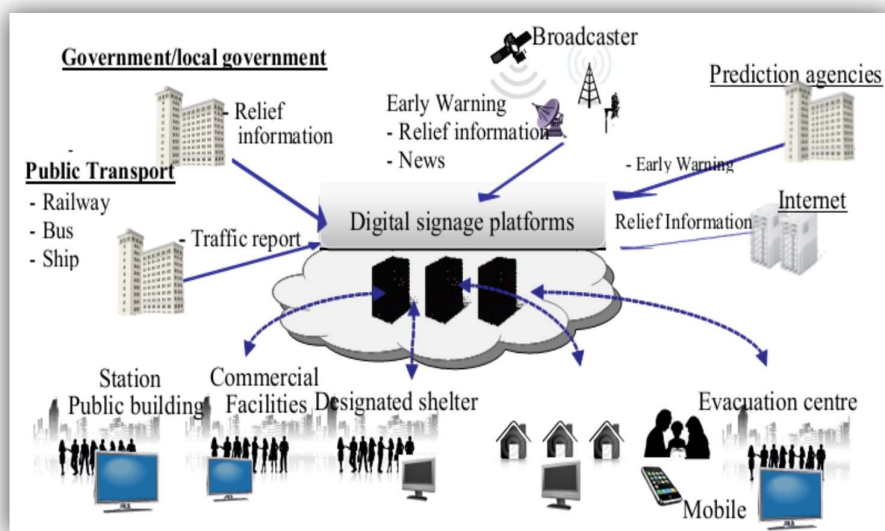 Government/local government
- Relief
information
Public Transport
- Railway
- Bus
- Ship
- Traffic report
Broadcaster
Early Warning
- Relief information
- News
Prediction agencies
- Early Warning
Internet
Relief Information
Digital signage platforms
Station
Public building
Commercial
Facilities
Designated shelter
Evacuation centre
Mobile